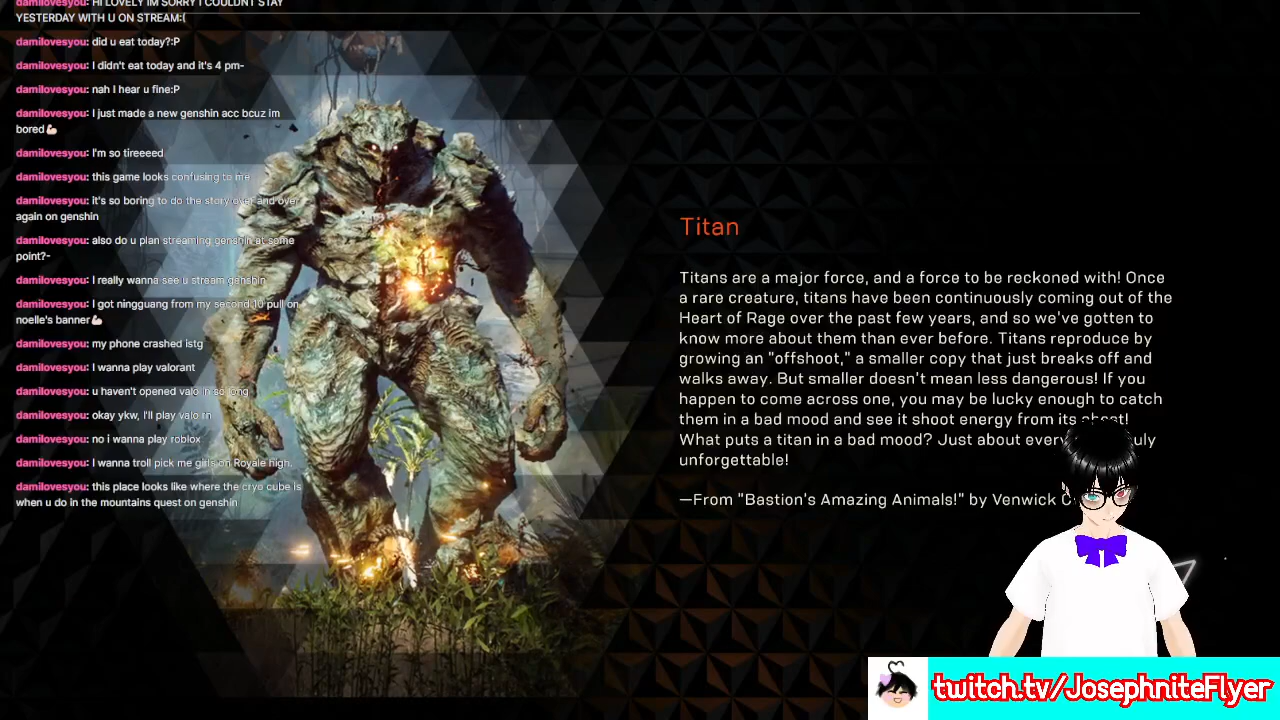 damilovesyou: HI LOVELY IM SORRY I COULDNT STAY
YESTERDAY WITH U ON STREAM:(
damilovesyou: did u eat today?:P
damilovesyou: I didn't eat today and it's 4 pm-
damilovesyou: nah I hear u fine:P
damilovesyou: I just made a new genshin acc bcuz im
bored💪🏻
damilovesyou: I'm so tireeeed
damilovesyou: this game looks confusing to me
damilovesyou: it's so boring to do the story over and over
again on genshin
damilovesyou: also do u plan streaming genshin at some
point?-
damilovesyou: I really wanna see u stream genshin
damilovesyou: I got ningguang from my second 10 pull on
noelle's banner💪🏻
damilovesyou: my phone crashed istg
damilovesyou: I wanna play valorant
damilovesyou: u haven't opened valo in so long
damilovesyou: okay ykw, I'll play valo rn
damilovesyou: no i wanna play roblox
damilovesyou: I wanna troll pick me girls on Royale high.
damilovesyou: this place looks like where the cryo cube is
when u do in the mountains quest on genshin
Titan
Titans are a major force, and a force to be reckoned with! Once
a rare creature, titans have been continuously coming out of the
Heart of Rage over the past few years, and so we've gotten to
know more about them than ever before. Titans reproduce by
growing an "offshoot," a smaller copy that just breaks off and
walks away. But smaller doesn't mean less dangerous! If you
happen to come across one, you may be lucky enough to catch
them in a bad mood and see it shoot energy from its chest!
What puts a titan in a bad mood? Just about
unforgettable!
—From "Bastion's Amazing Animals!" by Venwick
twitch.tv/JosephniteFlyer